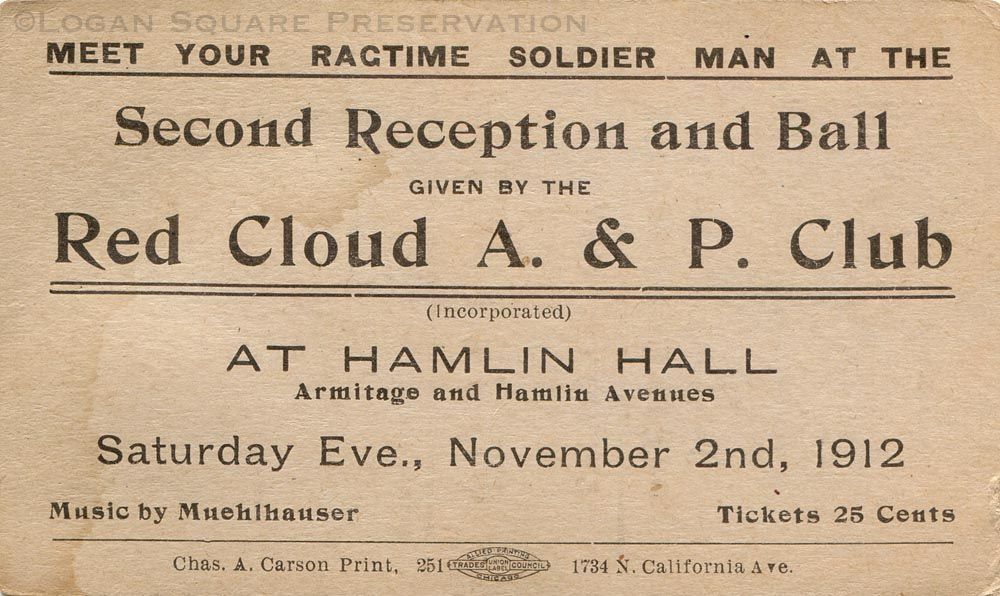 ©Logan Square Preservation
MEET YOUR RAGTIME SOLDIER MAN AT THE
Second Reception and Ball
GIVEN BY THE
Red Cloud A. & P. Club
(Incorporated)
AT HAMLIN HALL
Armitage and Hamlin Avenues
Saturday Eve., November 2nd, 1912
Music by Muehlhauser Tickets 25 Cents
Chas. A. Carson Print, 251 ALLIED PRINTING TRADES UNION LABEL COUNCIL CHICAGO 1734 N. California Ave.